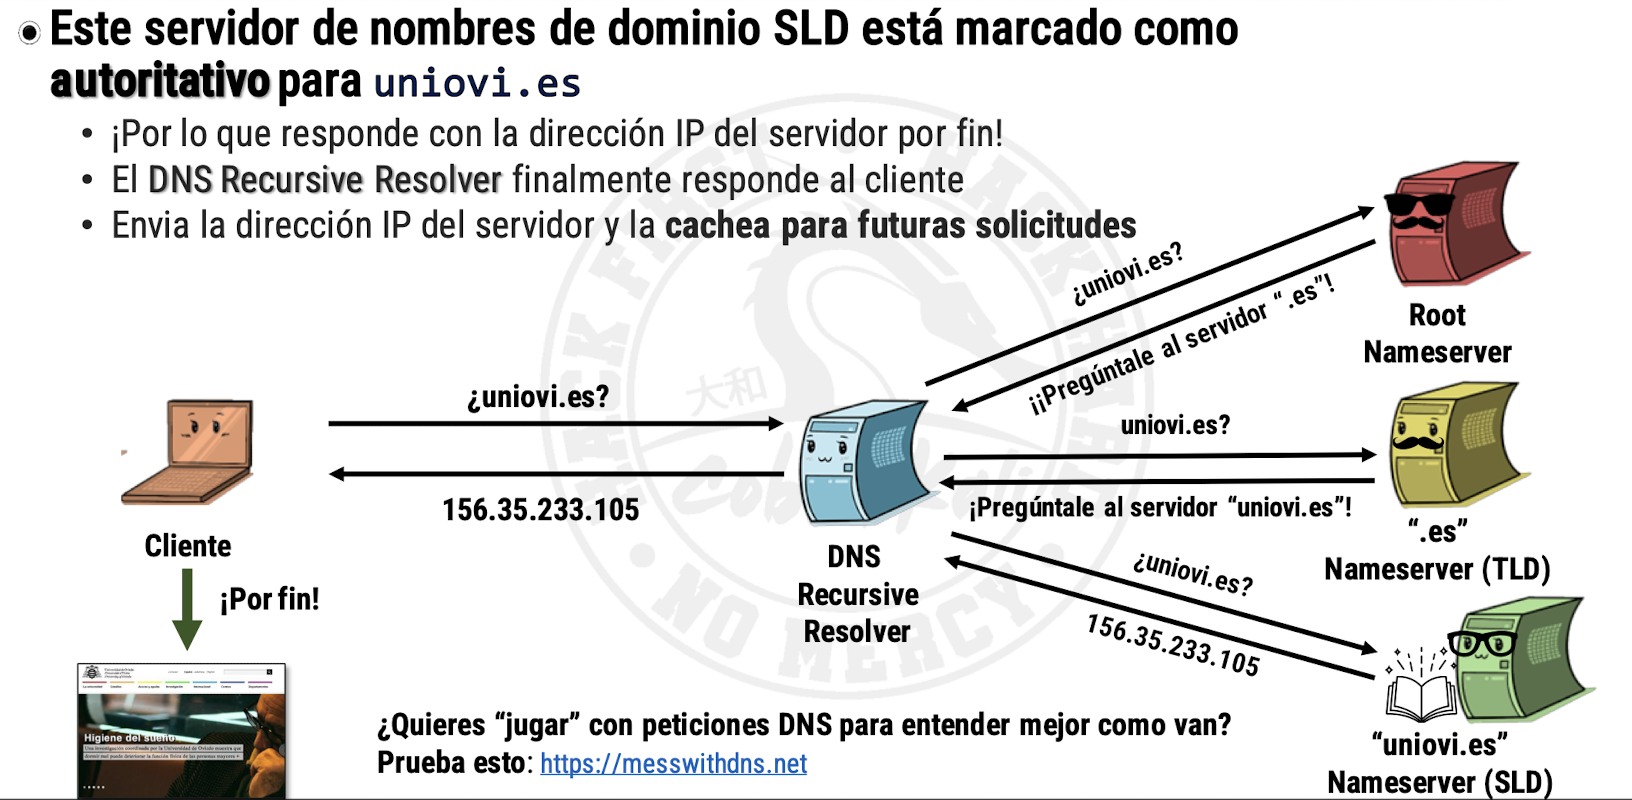 Este servidor de nombres de dominio SLD está marcado como
autoritativo para uniovi.es
• ¡Por lo que responde con la dirección IP del servidor por fin!
• El DNS Recursive Resolver finalmente responde al cliente
• Envia la dirección IP del servidor y la cachea para futuras solicitudes
¿uniovi.es?
¡¡Pregúntale al servidor “ .es”!
Root
Nameserver
¿uniovi.es?
156.35.233.105
Cliente
¡Por fin!
DNS
Recursive
Resolver
uniovi.es?
¡Pregúntale al servidor “uniovi.es”!
“.es”
Nameserver (TLD)
¿uniovi.es?
156.35.233.105
“uniovi.es”
Nameserver (SLD)
Higiene del sueño
¿Quieres “jugar” con peticiones DNS para entender mejor como van?
Prueba esto: https://messwithdns.net
大和
NO MERCY